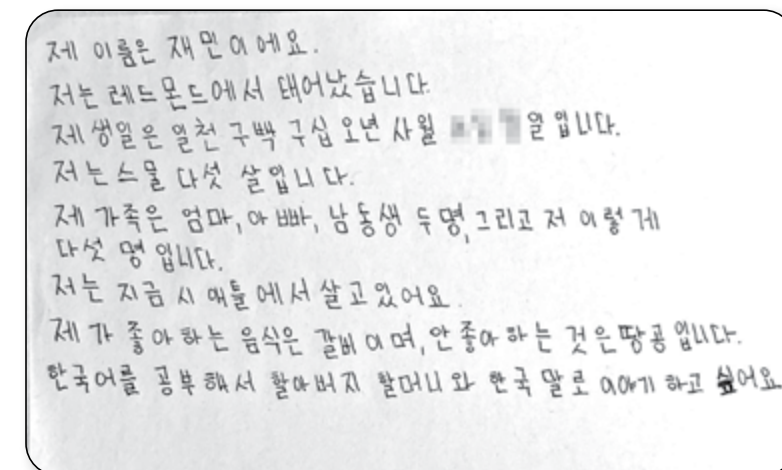 제 이름은 재민이에요.
저는 레드몬드에서 태어났습니다.
제 생일은 일천 구백 구십 오년 사월 일 입니다.
저는 스물 다섯 살입니다.
제 가족은 엄마, 아빠, 남동생 두명, 그리고 저 이렇게
다섯 명 입니다.
저는 지금 시애틀에서 살고있어요.
제가 좋아하는 음식은 갈비이며, 안좋아하는 것은땅콩입니다.
한국어를 공부해서 할아버지 할머니와 한국말로 이야기 하고 싶어요